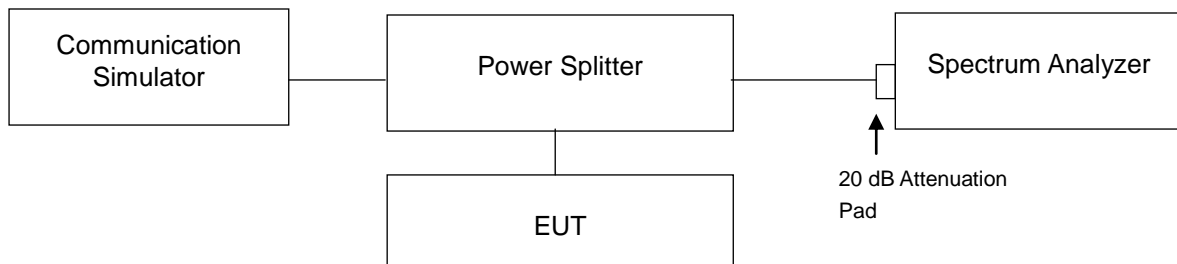 Communication
Simulator
Power Splitter
Spectrum Analyzer
20 dB Attenuation
Pad
EUT